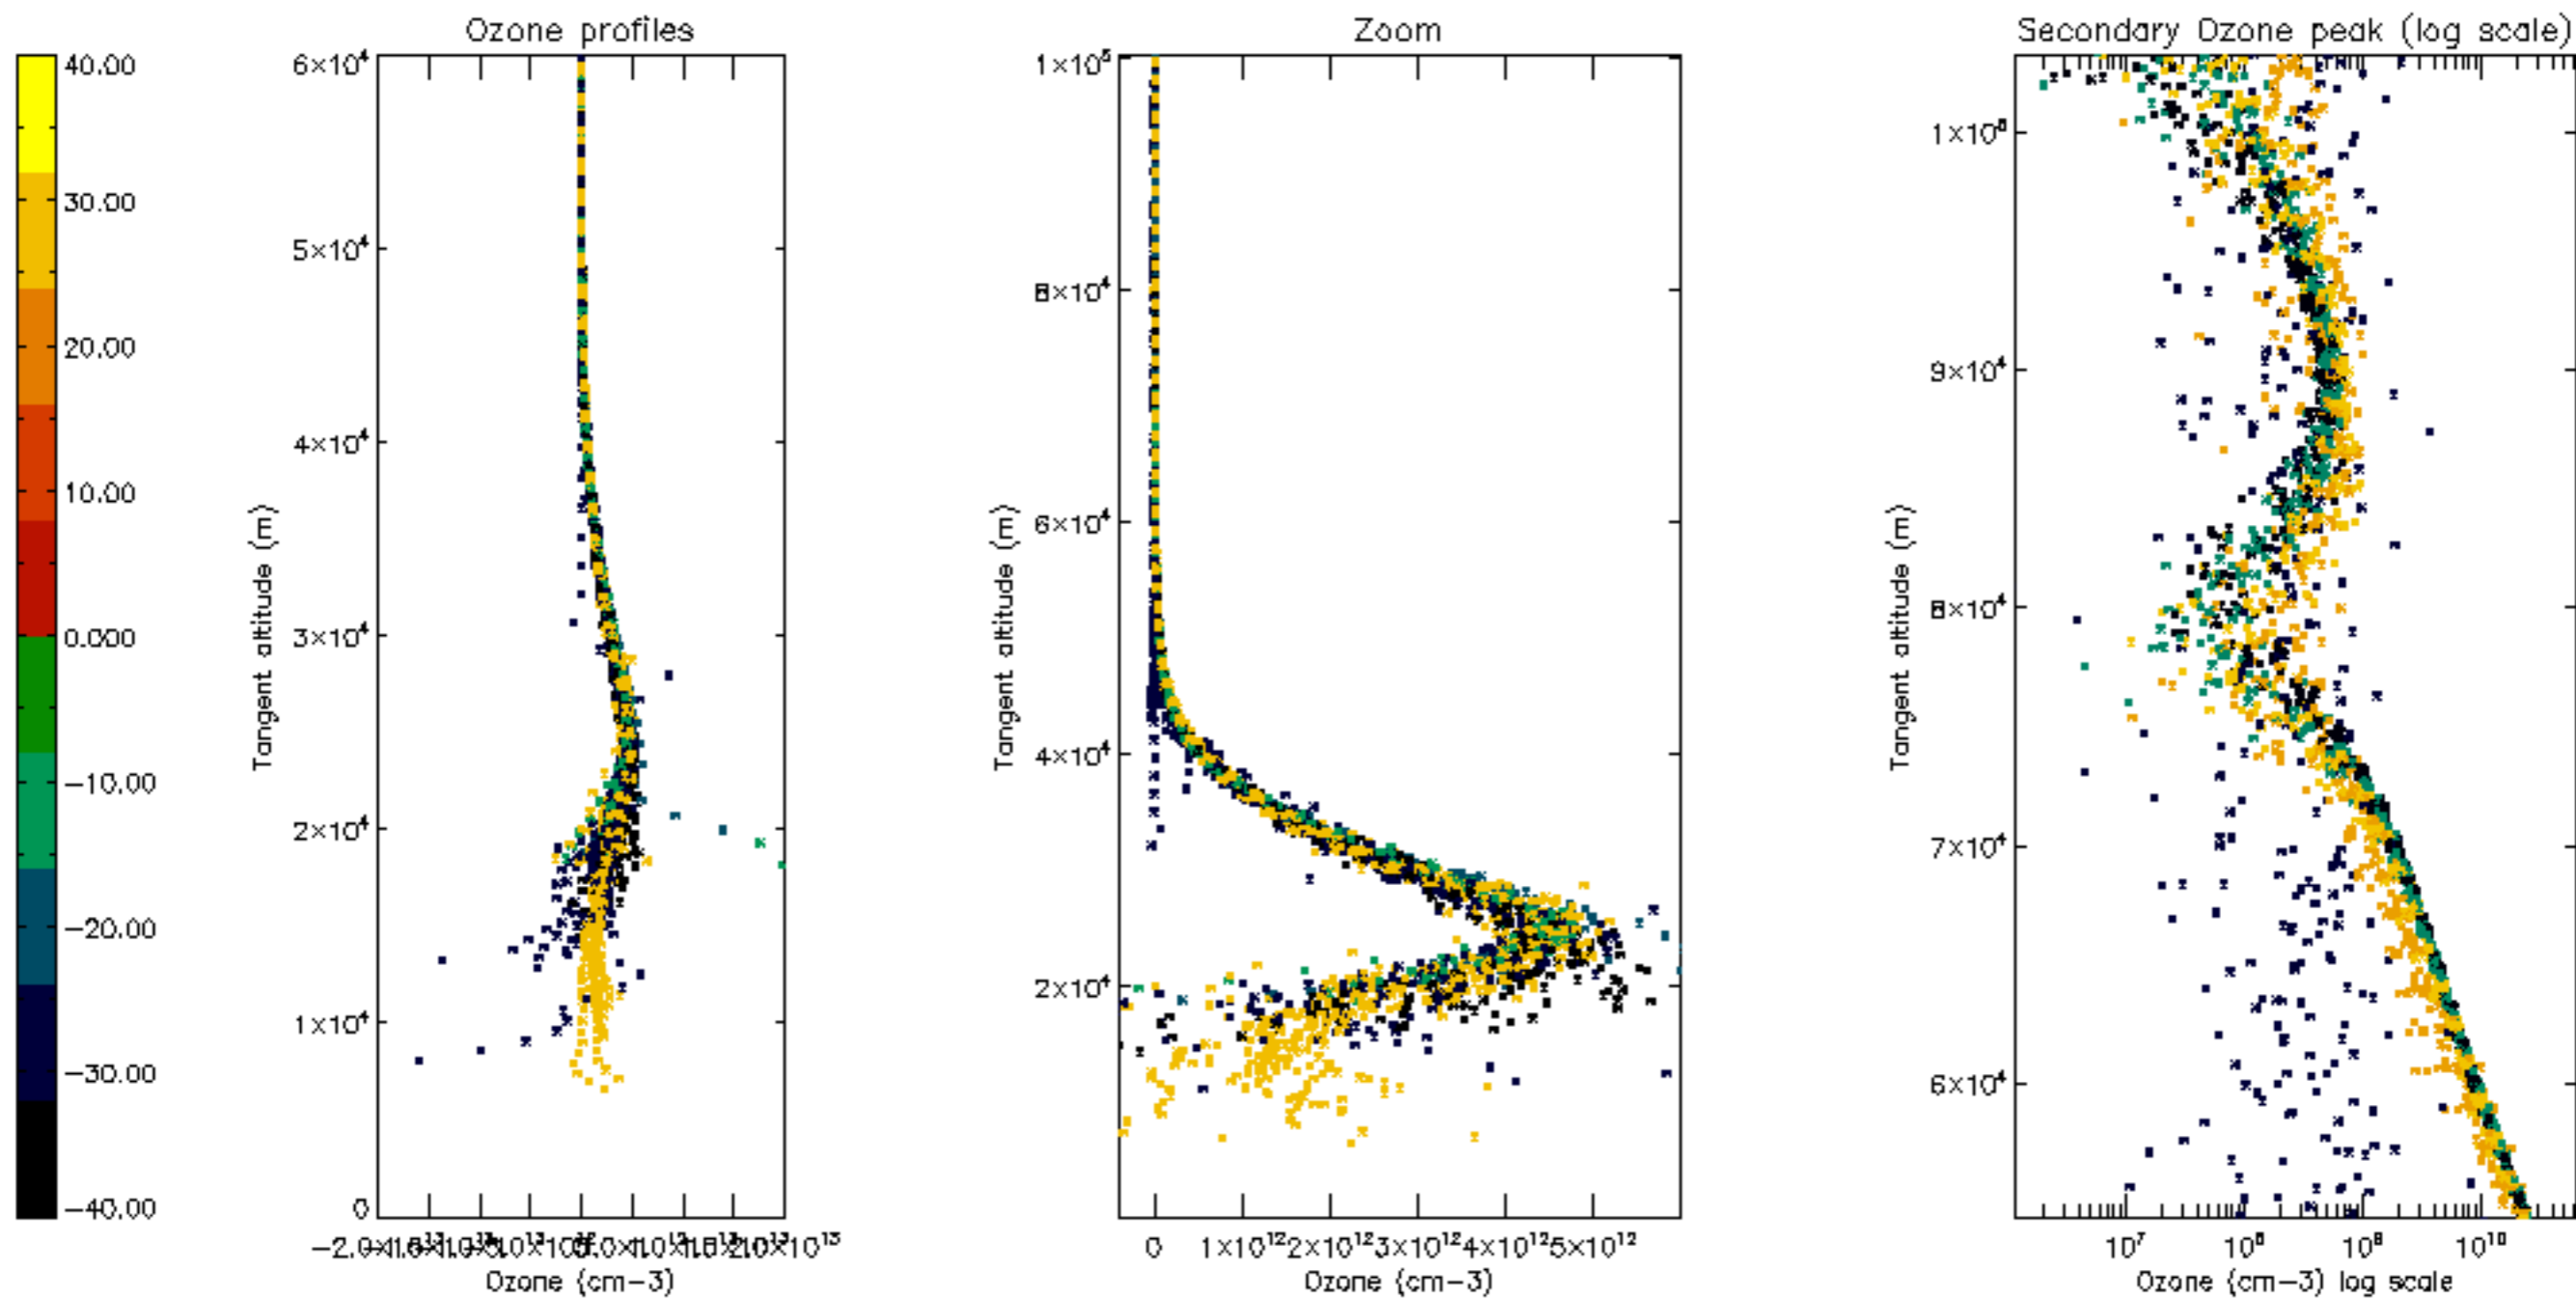 Ozone profiles
Zoom
Secondary Ozone peak (log scale)
40.00
30.00
20.00
10.00
0.000
-10.00
-20.00
-30.00
-40.00
6×10⁴
5×10⁴
4×10⁴
3×10⁴
2×10⁴
1×10⁴
0
Tangent altitude (m)
Ozone (cm-3)
1×10⁵
8×10⁴
6×10⁴
4×10⁴
2×10⁴
Tangent altitude (m)
0 1×10¹² 2×10¹² 3×10¹² 4×10¹² 5×10¹²
Ozone (cm-3)
9×10⁴
8×10⁴
7×10⁴
6×10⁴
Tangent altitude (m)
10⁷ 10⁸ 10⁹ 10¹⁰
Ozone (cm-3) log scale